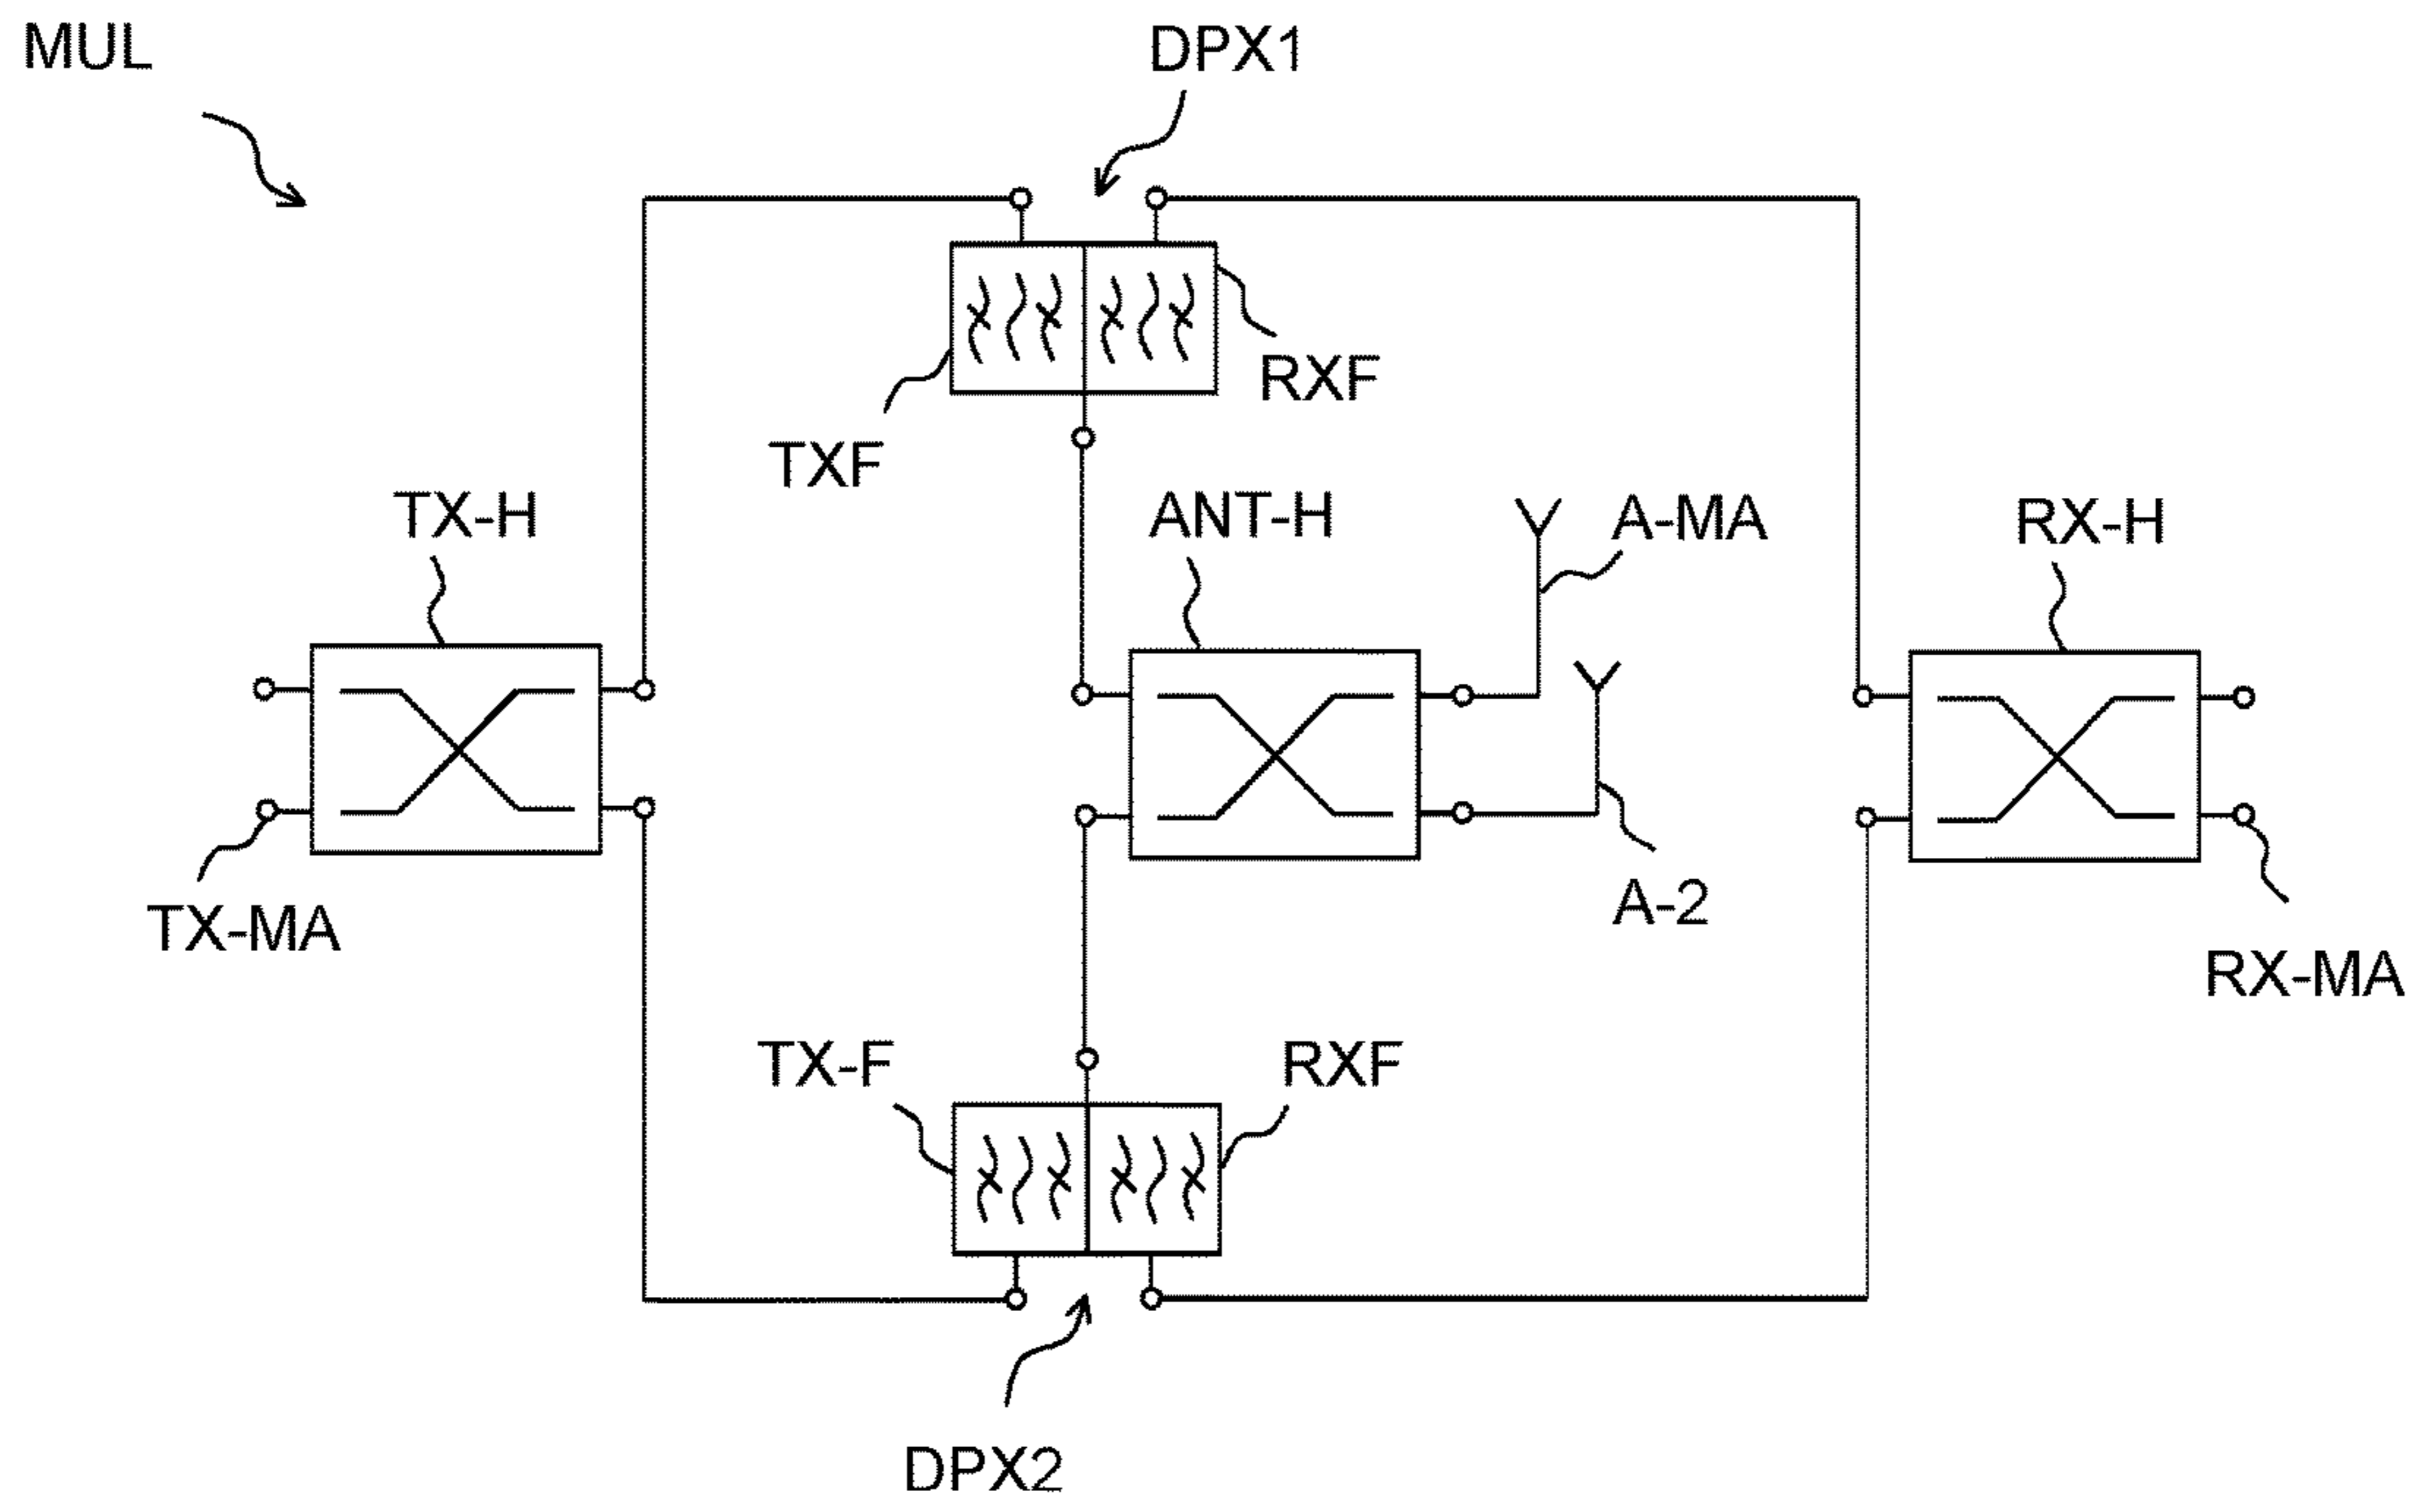 MUL
DPX1
RXF
TXF
TX-H
ANT-H
A-MA
RX-H
A-2
TX-MA
RX-MA
TX-F
RXF
DPX2